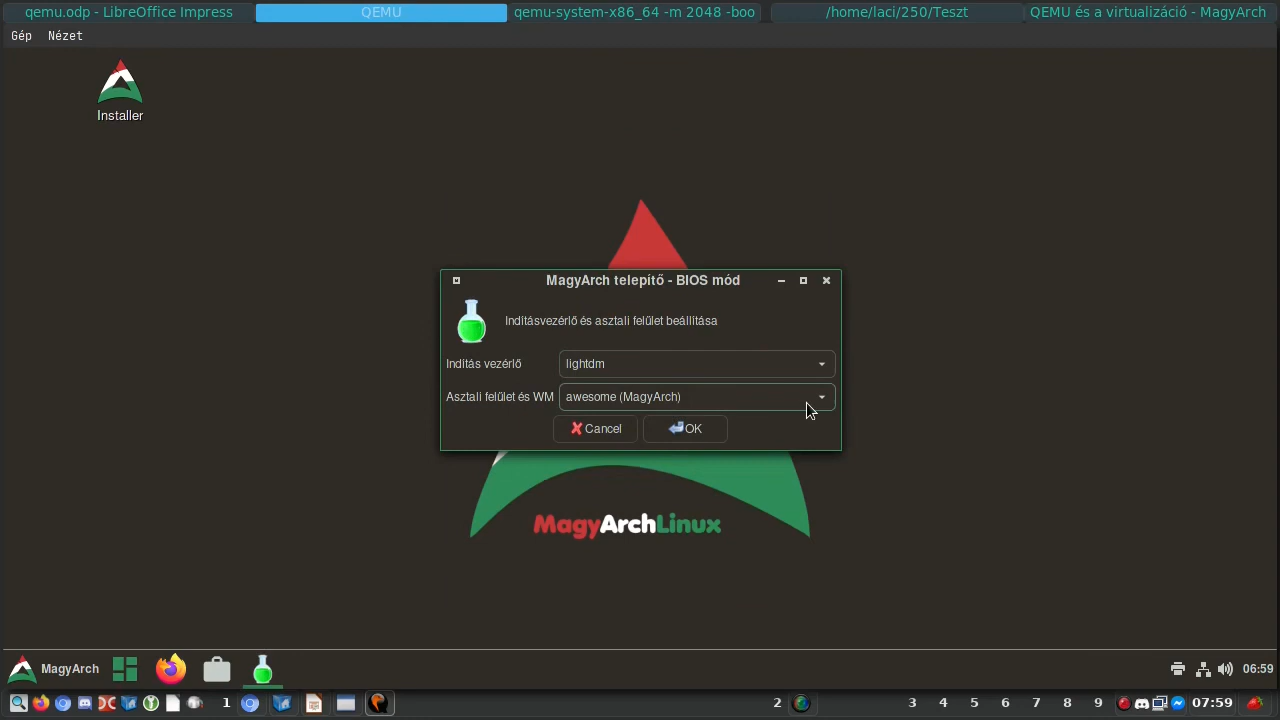 qemu.odp - LibreOffice Impress
QEMU
qemu-system-x86_64 -m 2048 -boo
/home/laci/250/Teszt
QEMU és a virtualizáció - MagyArch
Gép Nézet
Installer
MagyArch telepítő - BIOS mód
Indításvezérlő és asztali felület beállítása
Indítás vezérlő lightdm
Asztali felület és WM awesome (MagyArch)
Cancel OK
MagyArchLinux
MagyArch 06:59
1 2 3 4 5 6 7 8 9 07:59